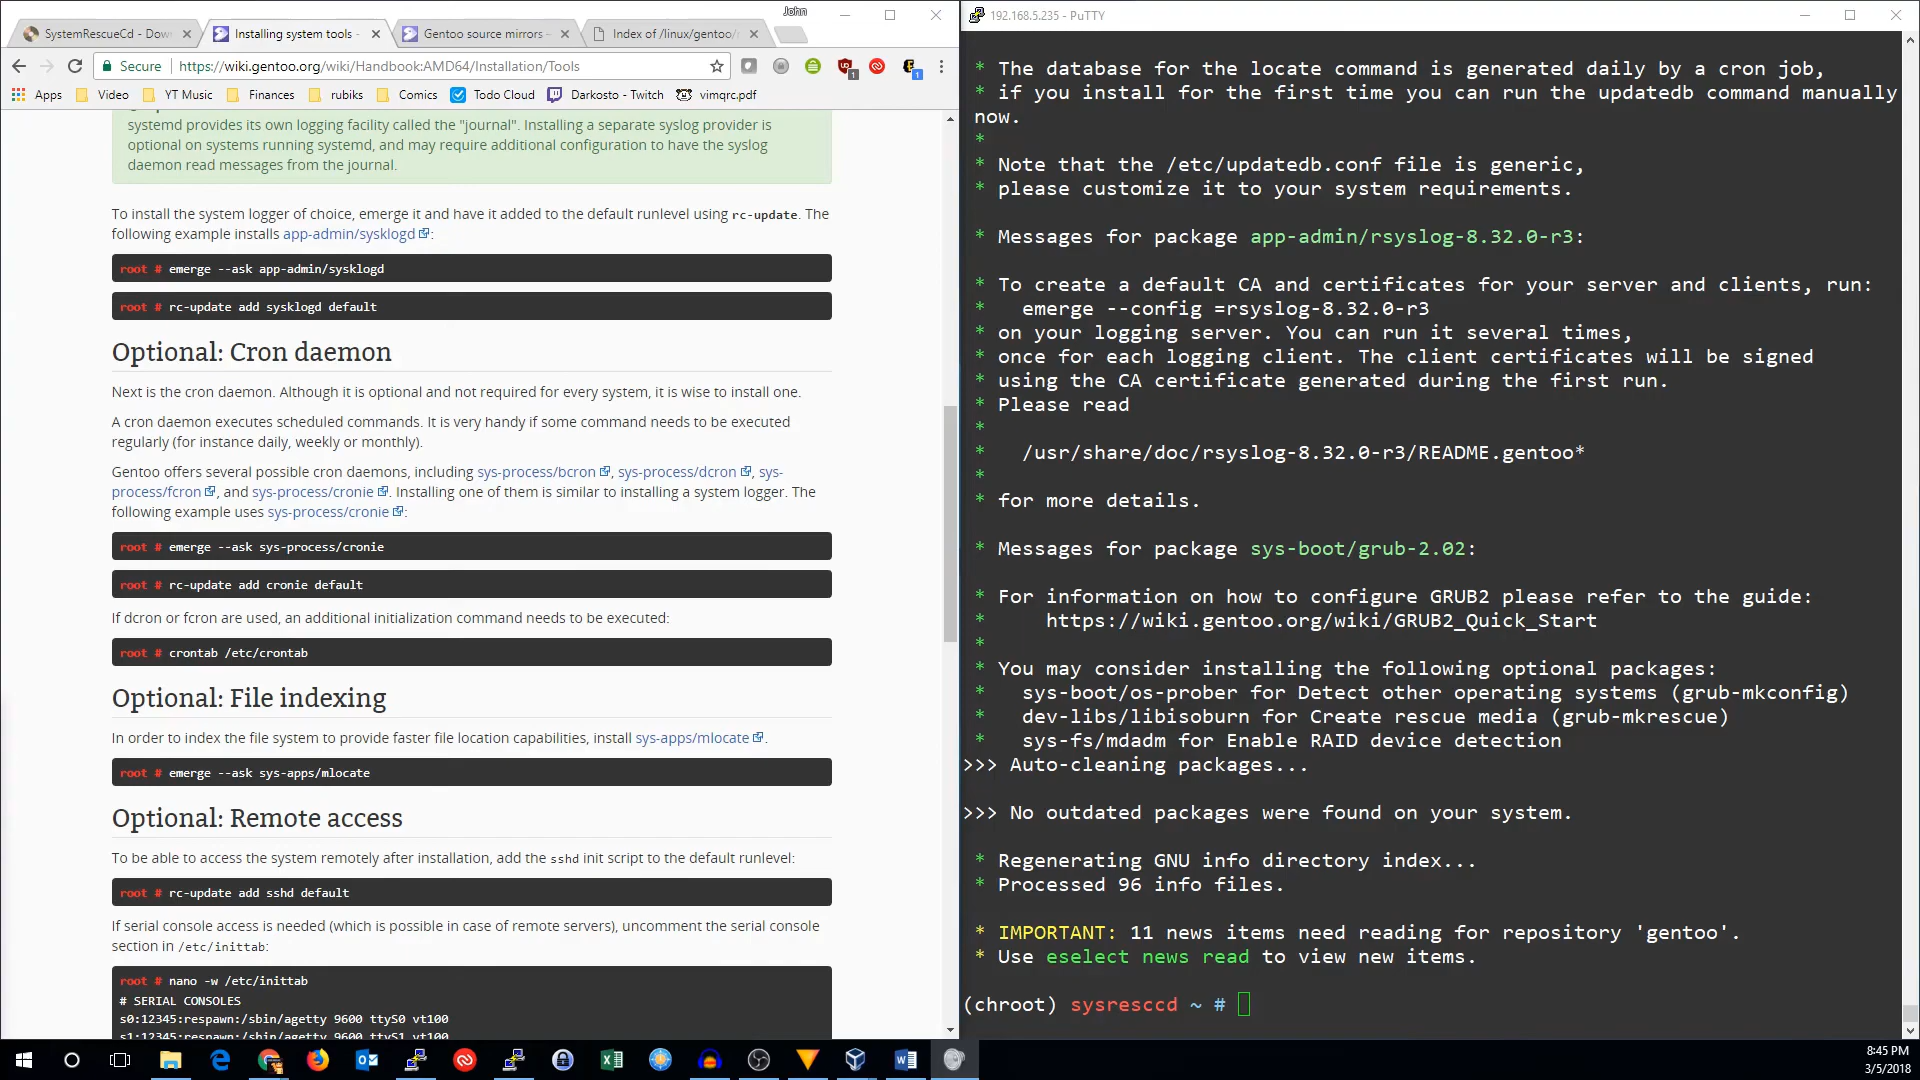 John
SystemRescueCd - Dow
Installing system tools -
Gentoo source mirrors -
Index of /linux/gentoo/
Secure
https://wiki.gentoo.org/wiki/Handbook:AMD64/Installation/Tools
Apps
Video
YT Music
Finances
rubiks
Comics
Todo Cloud
Darkosto - Twitch
vimqrc.pdf
systemd provides its own logging facility called the "journal". Installing a separate syslog provider is
optional on systems running systemd, and may require additional configuration to have the syslog
daemon read messages from the journal.
To install the system logger of choice, emerge it and have it added to the default runlevel using rc-update. The
following example installs app-admin/sysklogd:
root # emerge --ask app-admin/sysklogd
root # rc-update add sysklogd default
Optional: Cron daemon
Next is the cron daemon. Although it is optional and not required for every system, it is wise to install one.
A cron daemon executes scheduled commands. It is very handy if some command needs to be executed
regularly (for instance daily, weekly or monthly).
Gentoo offers several possible cron daemons, including sys-process/bcron, sys-process/dcron, sys-
process/fcron, and sys-process/cronie. Installing one of them is similar to installing a system logger. The
following example uses sys-process/cronie:
root # emerge --ask sys-process/cronie
root # rc-update add cronie default
If dcron or fcron are used, an additional initialization command needs to be executed:
root # crontab /etc/crontab
Optional: File indexing
In order to index the file system to provide faster file location capabilities, install sys-apps/mlocate.
root # emerge --ask sys-apps/mlocate
Optional: Remote access
To be able to access the system remotely after installation, add the sshd init script to the default runlevel:
root # rc-update add sshd default
If serial console access is needed (which is possible in case of remote servers), uncomment the serial console
section in /etc/inittab:
root # nano -w /etc/inittab
# SERIAL CONSOLES
s0:12345:respawn:/sbin/agetty 9600 ttyS0 vt100
s1:12345:respawn:/sbin/agetty 9600 ttyS1 vt100
192.168.5.235 - PuTTY
* The database for the locate command is generated daily by a cron job,
* if you install for the first time you can run the updatedb command manually
now.
*
* Note that the /etc/updatedb.conf file is generic,
* please customize it to your system requirements.
* Messages for package app-admin/rsyslog-8.32.0-r3:
* To create a default CA and certificates for your server and clients, run:
*   emerge --config =rsyslog-8.32.0-r3
* on your logging server. You can run it several times,
* once for each logging client. The client certificates will be signed
* using the CA certificate generated during the first run.
* Please read
*
*   /usr/share/doc/rsyslog-8.32.0-r3/README.gentoo*
*
* for more details.
* Messages for package sys-boot/grub-2.02:
* For information on how to configure GRUB2 please refer to the guide:
*     https://wiki.gentoo.org/wiki/GRUB2_Quick_Start
*
* You may consider installing the following optional packages:
*   sys-boot/os-prober for Detect other operating systems (grub-mkconfig)
*   dev-libs/libisoburn for Create rescue media (grub-mkrescue)
*   sys-fs/mdadm for Enable RAID device detection
>>> Auto-cleaning packages...
>>> No outdated packages were found on your system.
* Regenerating GNU info directory index...
* Processed 96 info files.
* IMPORTANT: 11 news items need reading for repository 'gentoo'.
* Use eselect news read to view new items.
(chroot) sysresccd ~ #
8:45 PM
3/5/2018